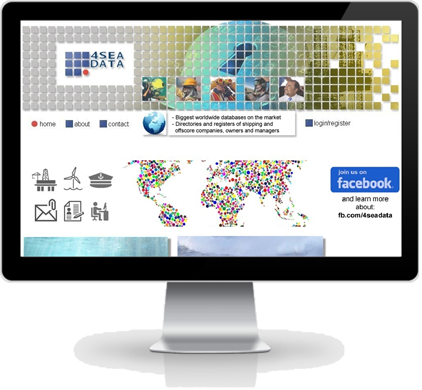 4SEA
DATA
home
about
contact
- Biggest worldwide databases on the market
- Directories and registers of shipping and
offscore companies, owners and managers
login/register
join us on
facebook
and learn more
about:
fb.com/4seadata